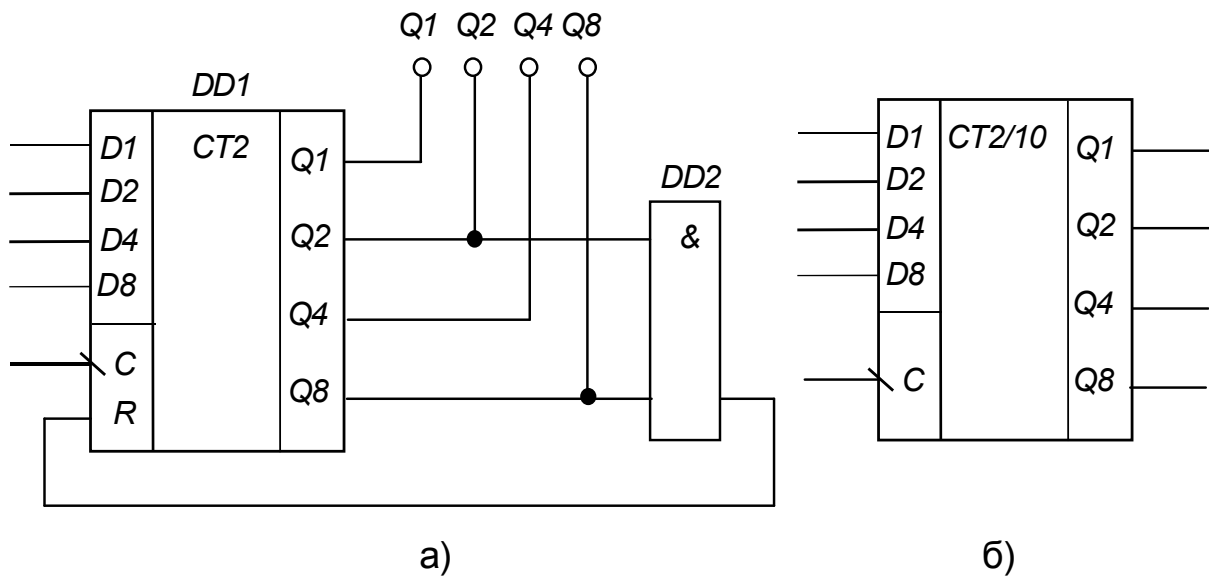 Q1 Q2 Q4 Q8
DD1
D1 CT2 Q1
D2
D4 Q2
D8
Q4
C
R Q8
DD2
&
D1 CT2/10 Q1
D2
D4 Q2
D8
Q4
C Q8
а) б)